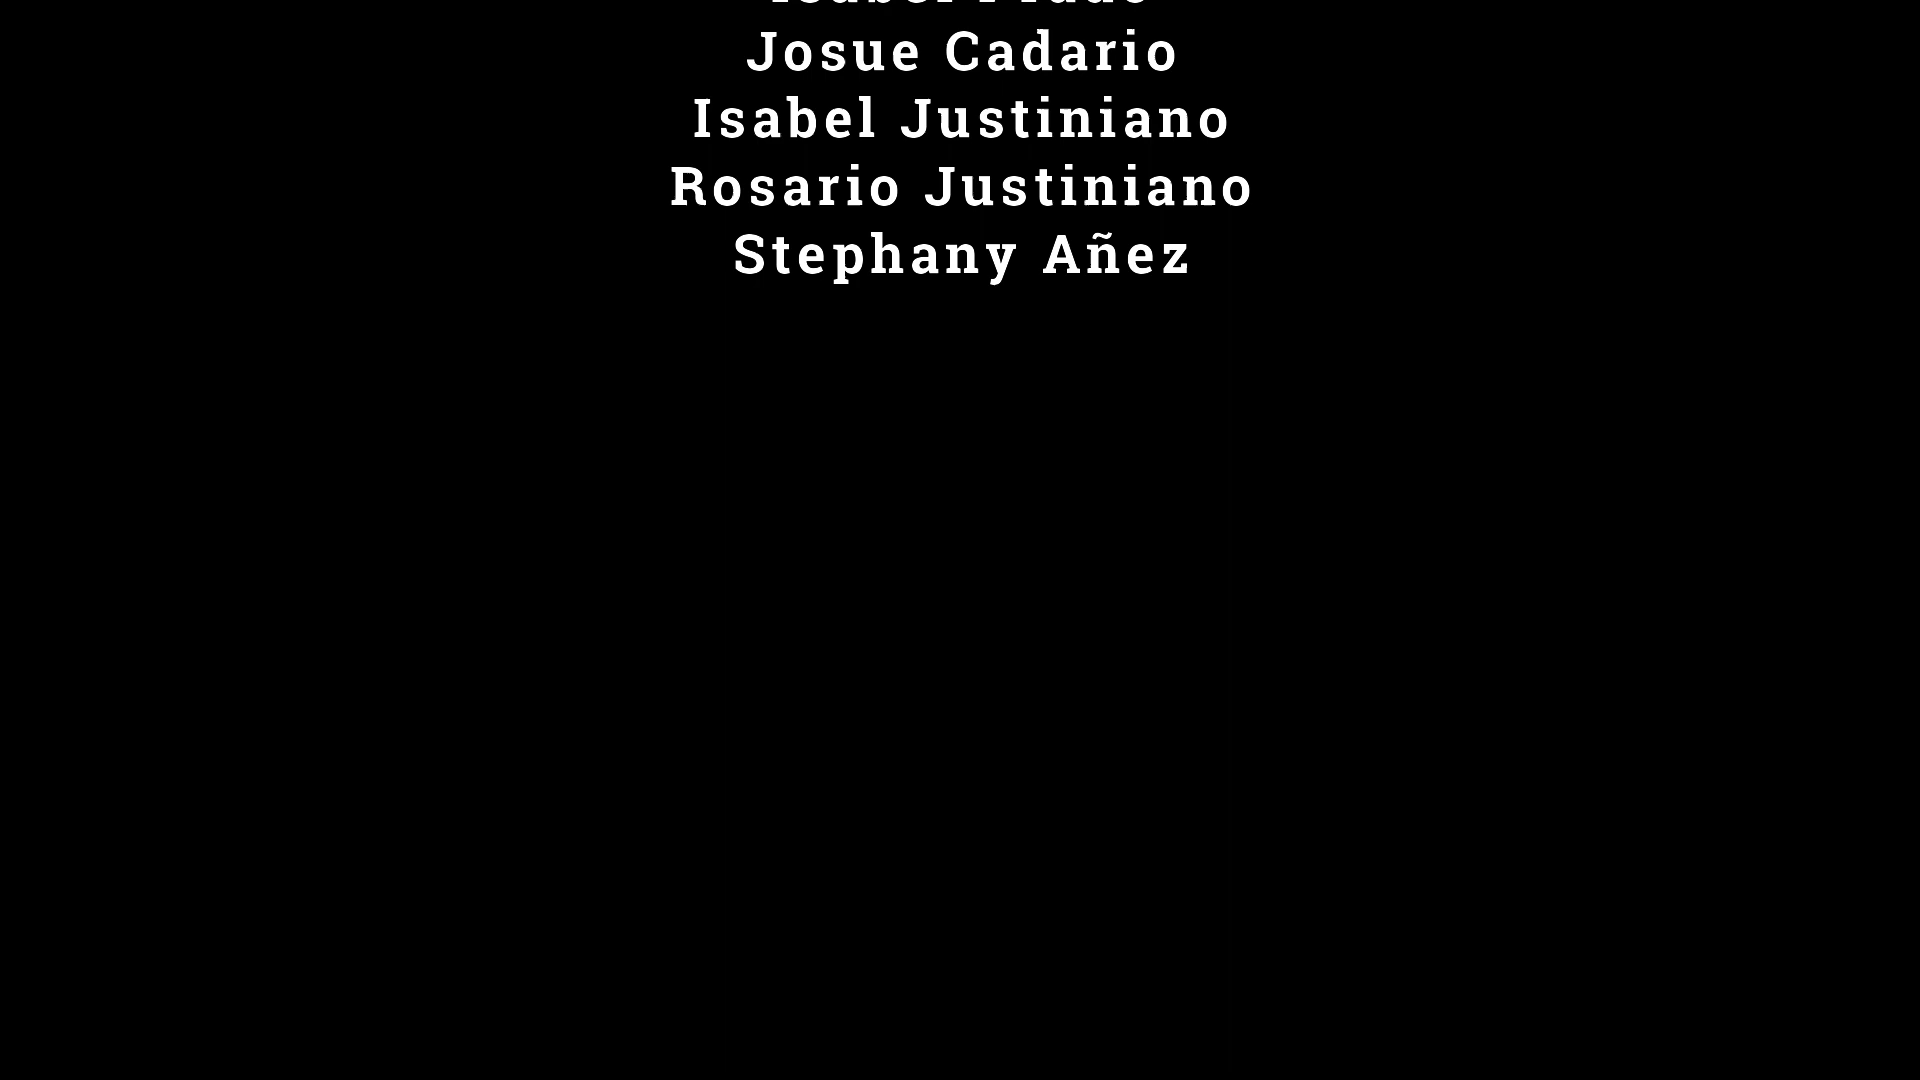 Josue Cadario
Isabel Justiniano
Rosario Justiniano
Stephany Añez